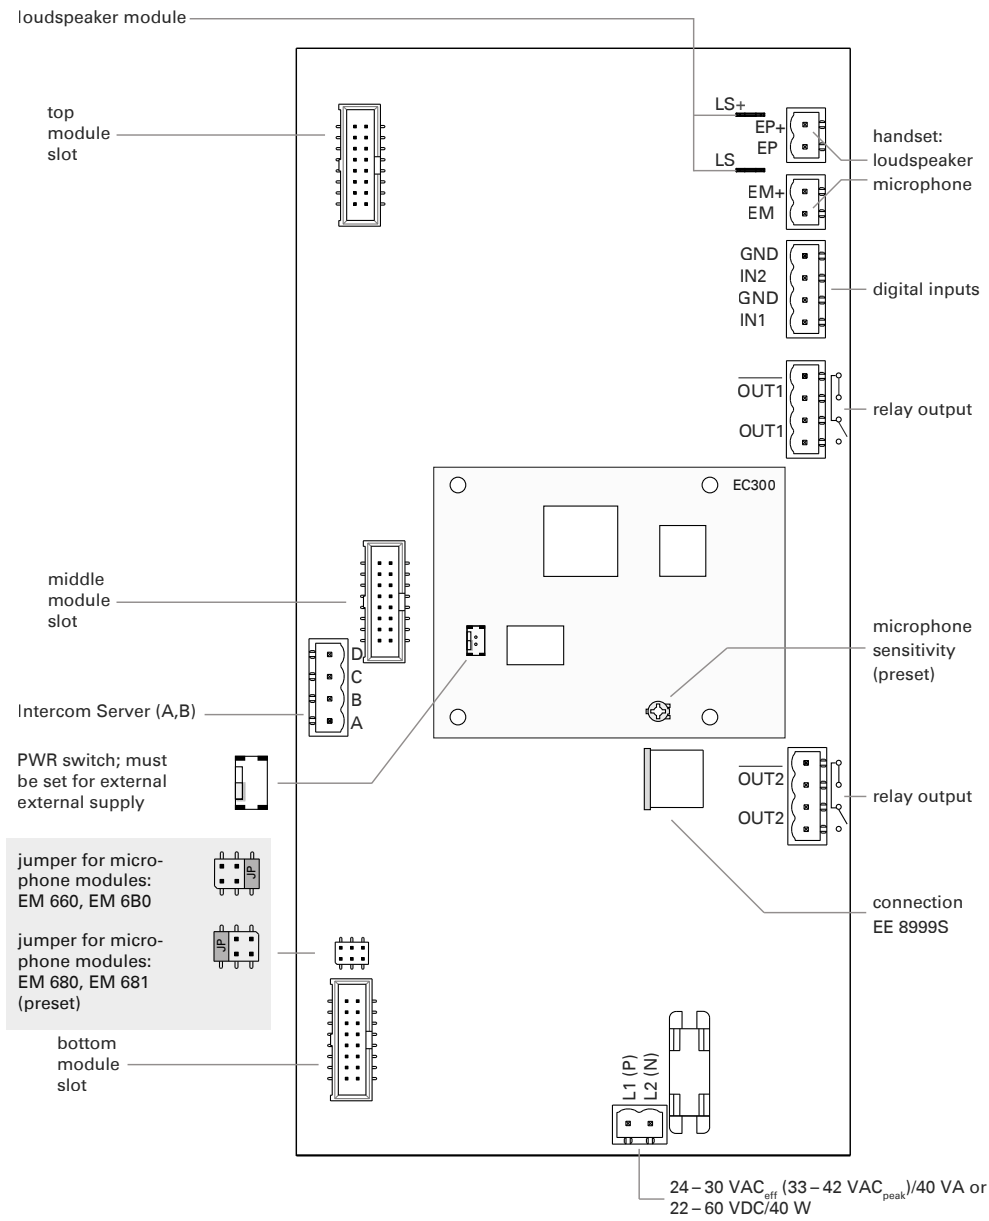 loudspeaker module
top
module
slot
LS+
EP+
EP
LS
EM+
EM
handset:
loudspeaker
microphone
GND
IN2
GND
IN1
digital inputs
OUT1
OUT1
relay output
EC300
middle
module
slot
microphone
sensitivity
(preset)
D
C
B
A
Intercom Server (A,B)
PWR switch; must
be set for external
external supply
OUT2
OUT2
relay output
jumper for micro-
phone modules:
EM 660, EM 6B0
JP
jumper for micro-
phone modules:
EM 680, EM 681
(preset)
JP
connection
EE 8999S
bottom
module
slot
L1 (P)
L2 (N)
24–30 VACeff (33–42 VACpeak)/40 VA or
22–60 VDC/40 W